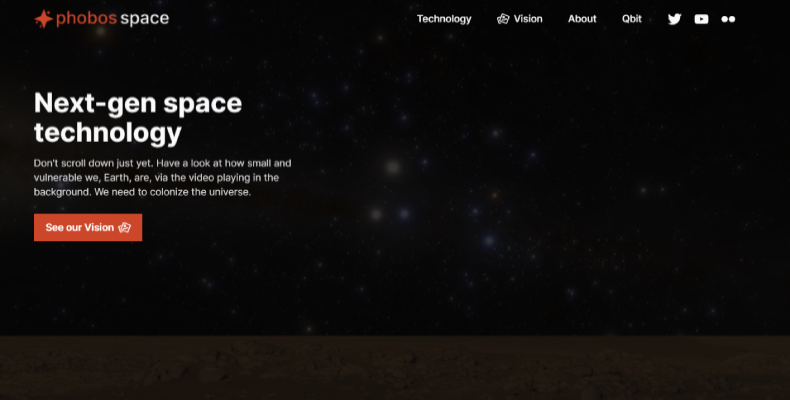 phobos space
Technology
Vision
About
Qbit
Next-gen space
technology
Don't scroll down just yet. Have a look at how small and
vulnerable we, Earth, are, via the video playing in the
background. We need to colonize the universe.
See our Vision